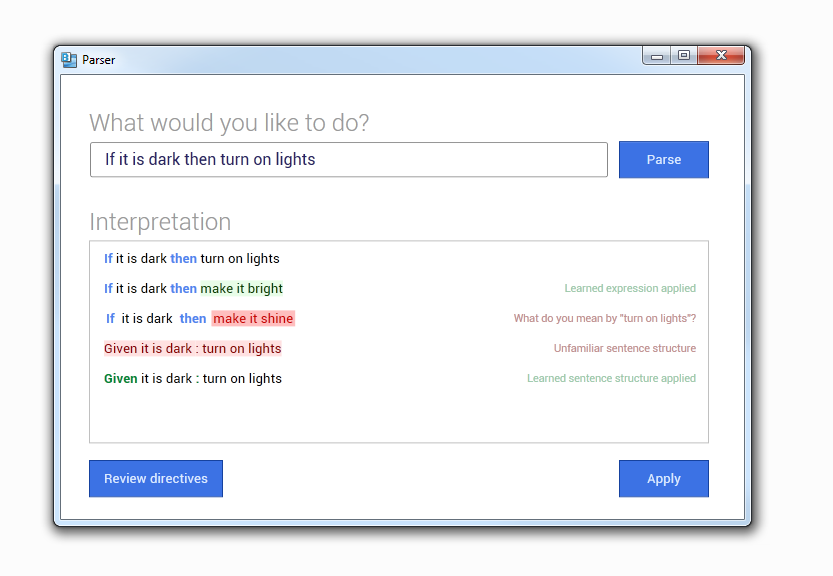 Parser
What would you like to do?
If it is dark then turn on lights
Parse
Interpretation
If it is dark then turn on lights
If it is dark then make it bright
Learned expression applied
If it is dark then make it shine
What do you mean by "turn on lights"?
Given it is dark : turn on lights
Unfamiliar sentence structure
Given it is dark : turn on lights
Learned sentence structure applied
Review directives
Apply